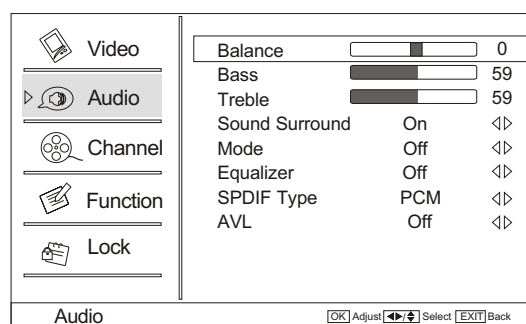 Video
Audio
Channel
Function
Lock
Balance 0
Bass 59
Treble 59
Sound Surround On
Mode Off
Equalizer Off
SPDIF Type PCM
AVL Off
Audio
OK Adjust / Select EXIT Back